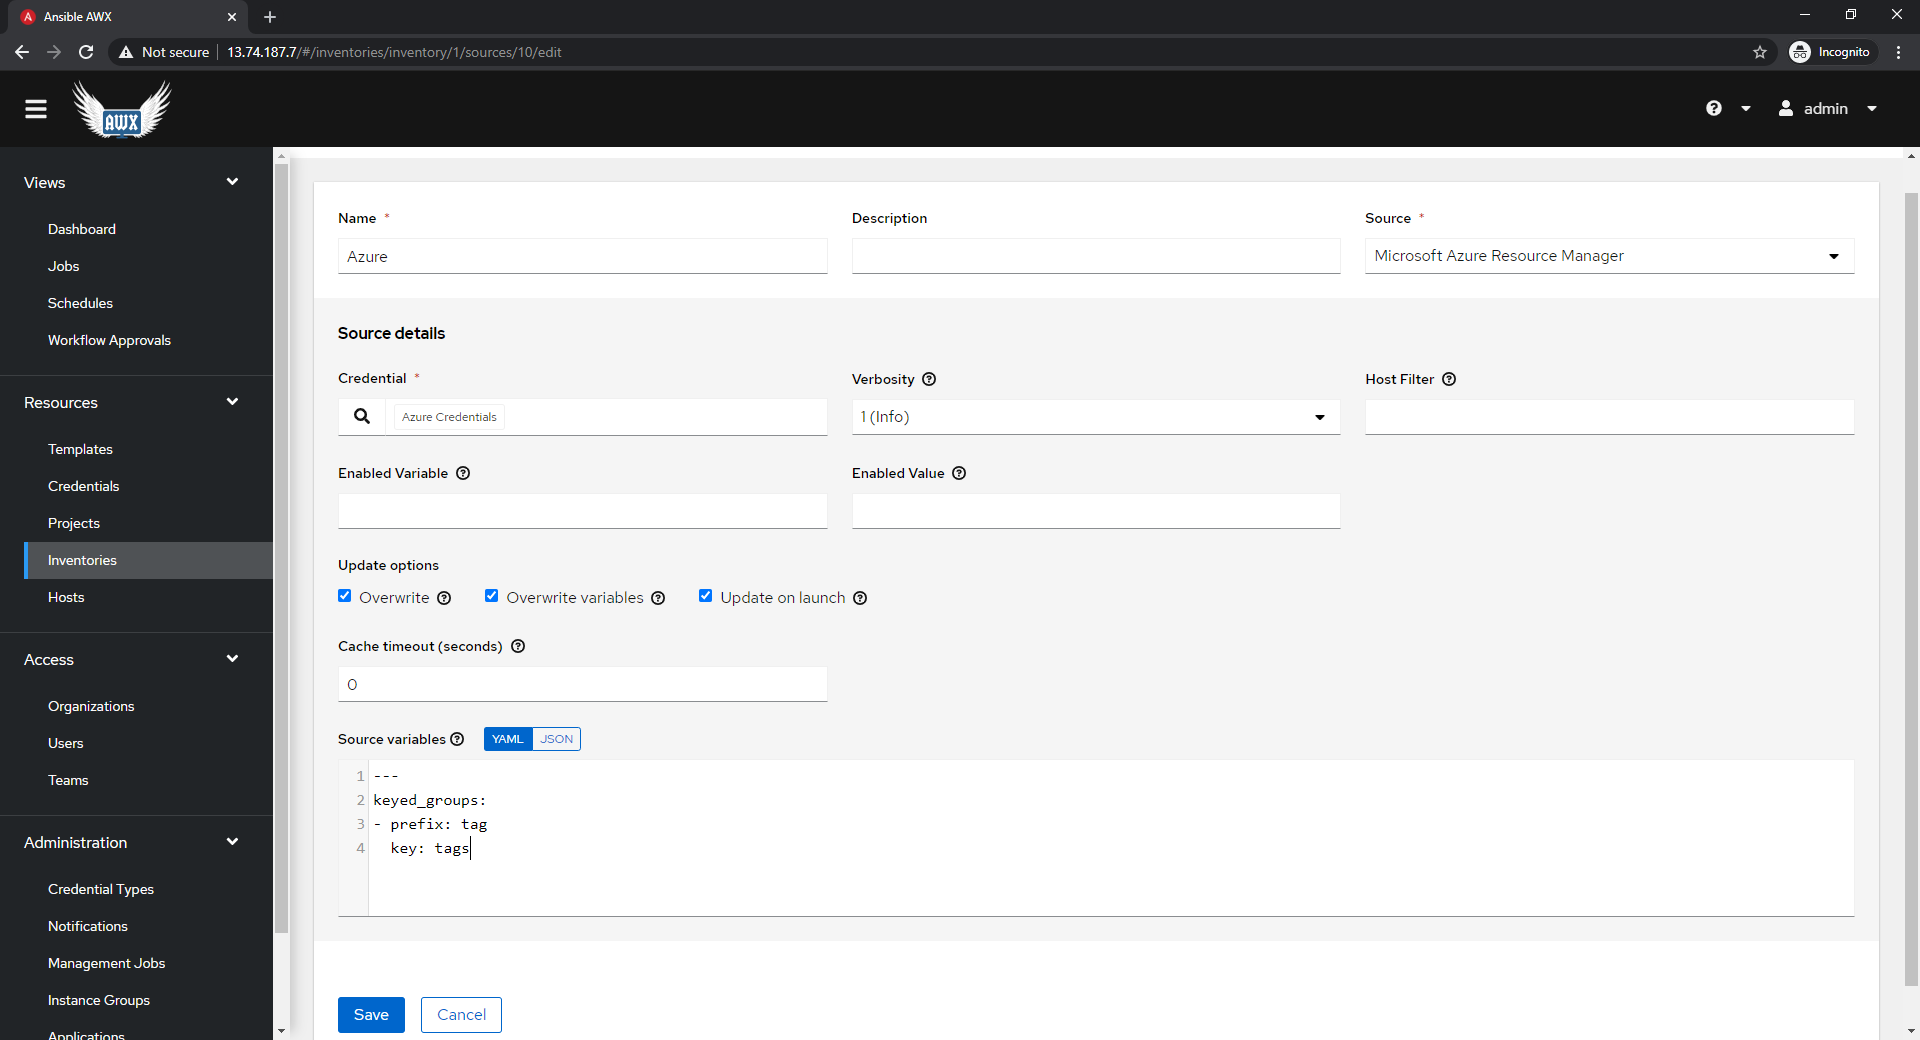 Ansible AWX
Not secure
13.74.187.7/#/inventories/inventory/1/sources/10/edit
Incognito
AWX
admin
Views
Dashboard
Jobs
Schedules
Workflow Approvals
Resources
Templates
Credentials
Projects
Inventories
Hosts
Access
Organizations
Users
Teams
Administration
Credential Types
Notifications
Management Jobs
Instance Groups
Applications
Name *
Azure
Description
Source *
Microsoft Azure Resource Manager
Source details
Credential *
Azure Credentials
Verbosity
1 (Info)
Host Filter
Enabled Variable
Enabled Value
Update options
Overwrite
Overwrite variables
Update on launch
Cache timeout (seconds)
0
Source variables
YAML JSON
1 ---
2 keyed_groups:
3 - prefix: tag
4   key: tags
Save
Cancel